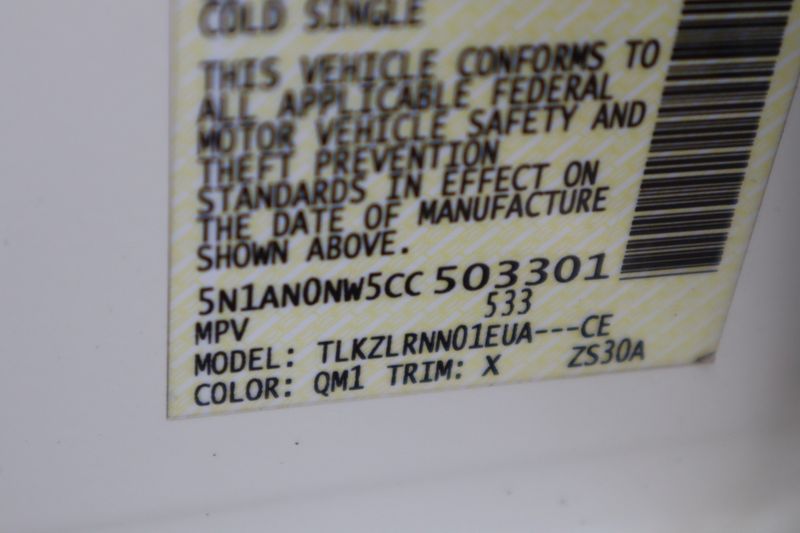 COLD SINGLE
THIS VEHICLE CONFORMS TO
ALL APPLICABLE FEDERAL
MOTOR VEHICLE SAFETY AND
THEFT PREVENTION
STANDARDS IN EFFECT ON
THE DATE OF MANUFACTURE
SHOWN ABOVE.
5N1AN0NW5CC 503301
533
MPV
MODEL: TLKZLRNN01EUA---CE
COLOR: QM1 TRIM: X ZS30A